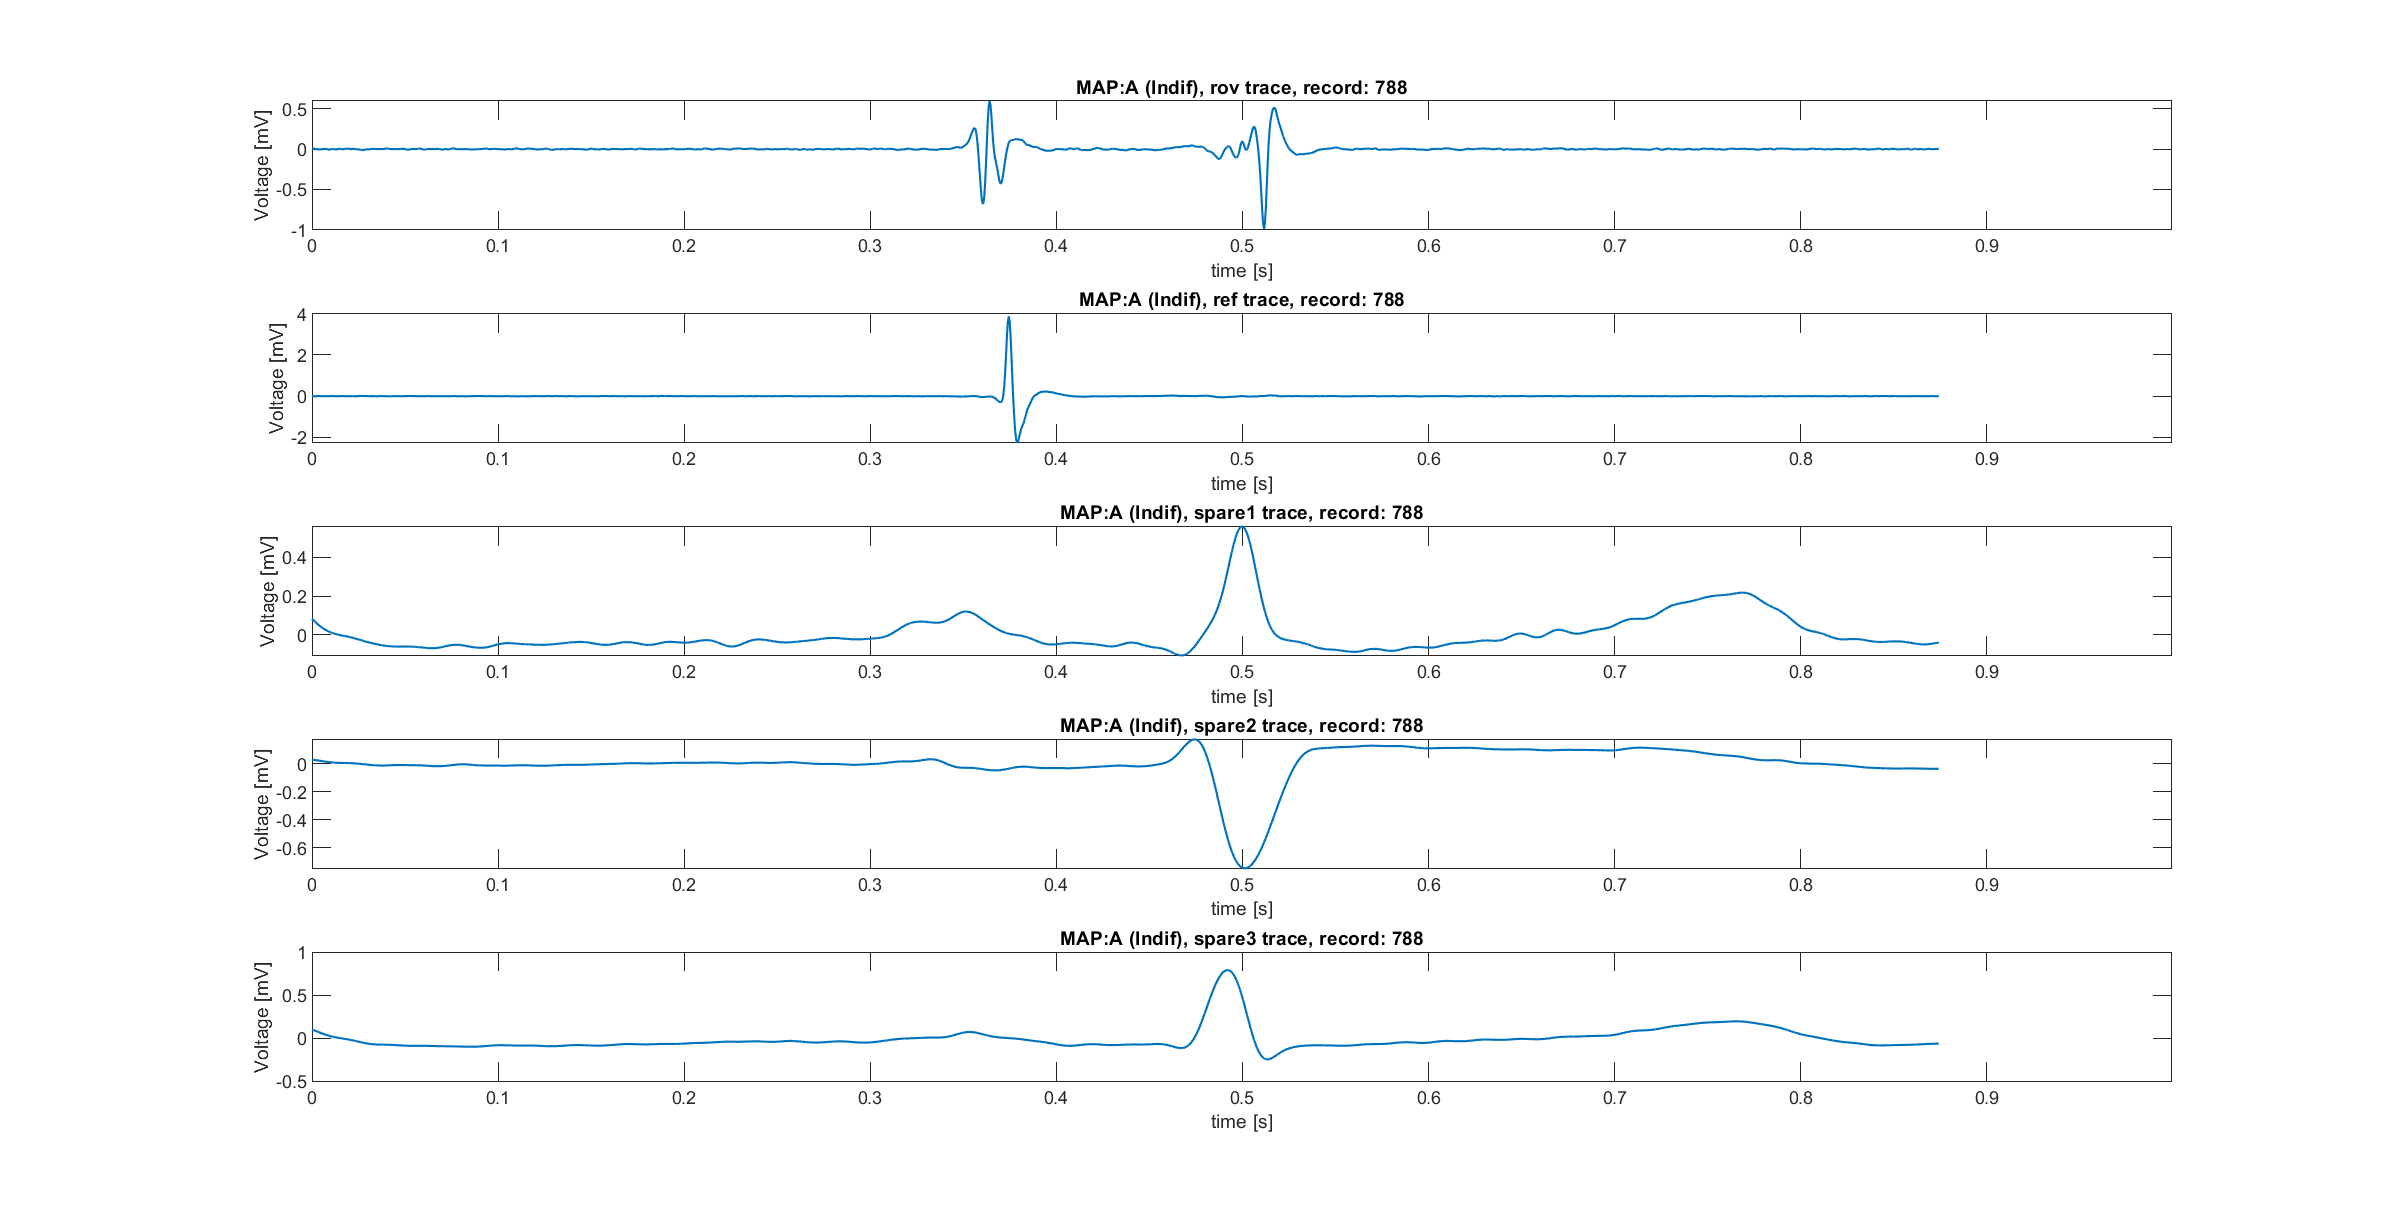 MAP:A (Indif), rov trace, record: 788
Voltage [mV]
0.5
0
-0.5
-1
0 0.1 0.2 0.3 0.4 0.5 0.6 0.7 0.8 0.9
time [s]
MAP:A (Indif), ref trace, record: 788
Voltage [mV]
4
2
0
-2
0 0.1 0.2 0.3 0.4 0.5 0.6 0.7 0.8 0.9
time [s]
MAP:A (Indif), spare1 trace, record: 788
Voltage [mV]
0.4
0.2
0
0 0.1 0.2 0.3 0.4 0.5 0.6 0.7 0.8 0.9
time [s]
MAP:A (Indif), spare2 trace, record: 788
Voltage [mV]
0
-0.2
-0.4
-0.6
0 0.1 0.2 0.3 0.4 0.5 0.6 0.7 0.8 0.9
time [s]
MAP:A (Indif), spare3 trace, record: 788
Voltage [mV]
1
0.5
0
-0.5
0 0.1 0.2 0.3 0.4 0.5 0.6 0.7 0.8 0.9
time [s]